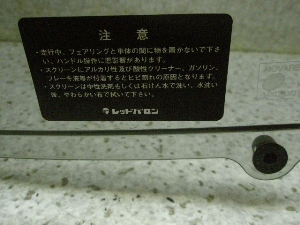 注意
・走行中、フェアリングと車体の間に物を置かないで下さ
い。ハンドル操作に悪影響があります。
・スクリーンにアルカリ性及び酸性クリーナー、ガソリン、
ブレーキ液等が付着するとヒビ割れの原因となります。
・スクリーンは中性洗剤もしくは石けん水で洗い、水洗い
後、やわらかい布で拭いて下さい。
レッドバロン